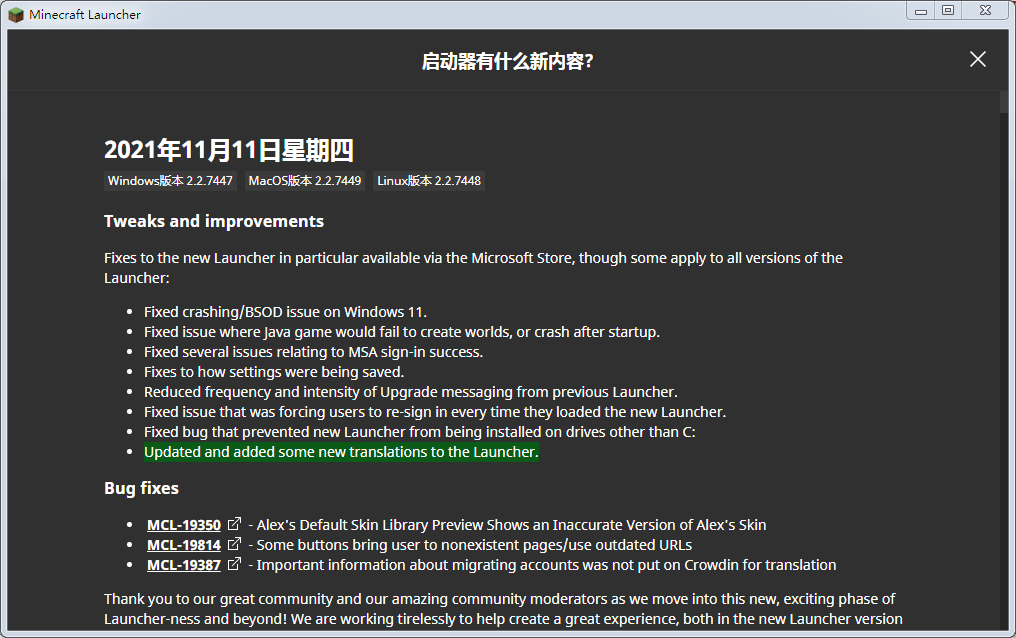 Minecraft Launcher
启动器有什么新内容?
2021年11月11日星期四
Windows版本 2.2.7447 MacOS版本 2.2.7449 Linux版本 2.2.7448
Tweaks and improvements
Fixes to the new Launcher in particular available via the Microsoft Store, though some apply to all versions of the
Launcher:
• Fixed crashing/BSOD issue on Windows 11.
• Fixed issue where Java game would fail to create worlds, or crash after startup.
• Fixed several issues relating to MSA sign-in success.
• Fixes to how settings were being saved.
• Reduced frequency and intensity of Upgrade messaging from previous Launcher.
• Fixed issue that was forcing users to re-sign in every time they loaded the new Launcher.
• Fixed bug that prevented new Launcher from being installed on drives other than C:
• Updated and added some new translations to the Launcher.
Bug fixes
• MCL-19350 - Alex's Default Skin Library Preview Shows an Inaccurate Version of Alex's Skin
• MCL-19814 - Some buttons bring user to nonexistent pages/use outdated URLs
• MCL-19387 - Important information about migrating accounts was not put on Crowdin for translation
Thank you to our great community and our amazing community moderators as we move into this new, exciting phase of
Launcher-ness and beyond! We are working tirelessly to help create a great experience, both in the new Launcher version